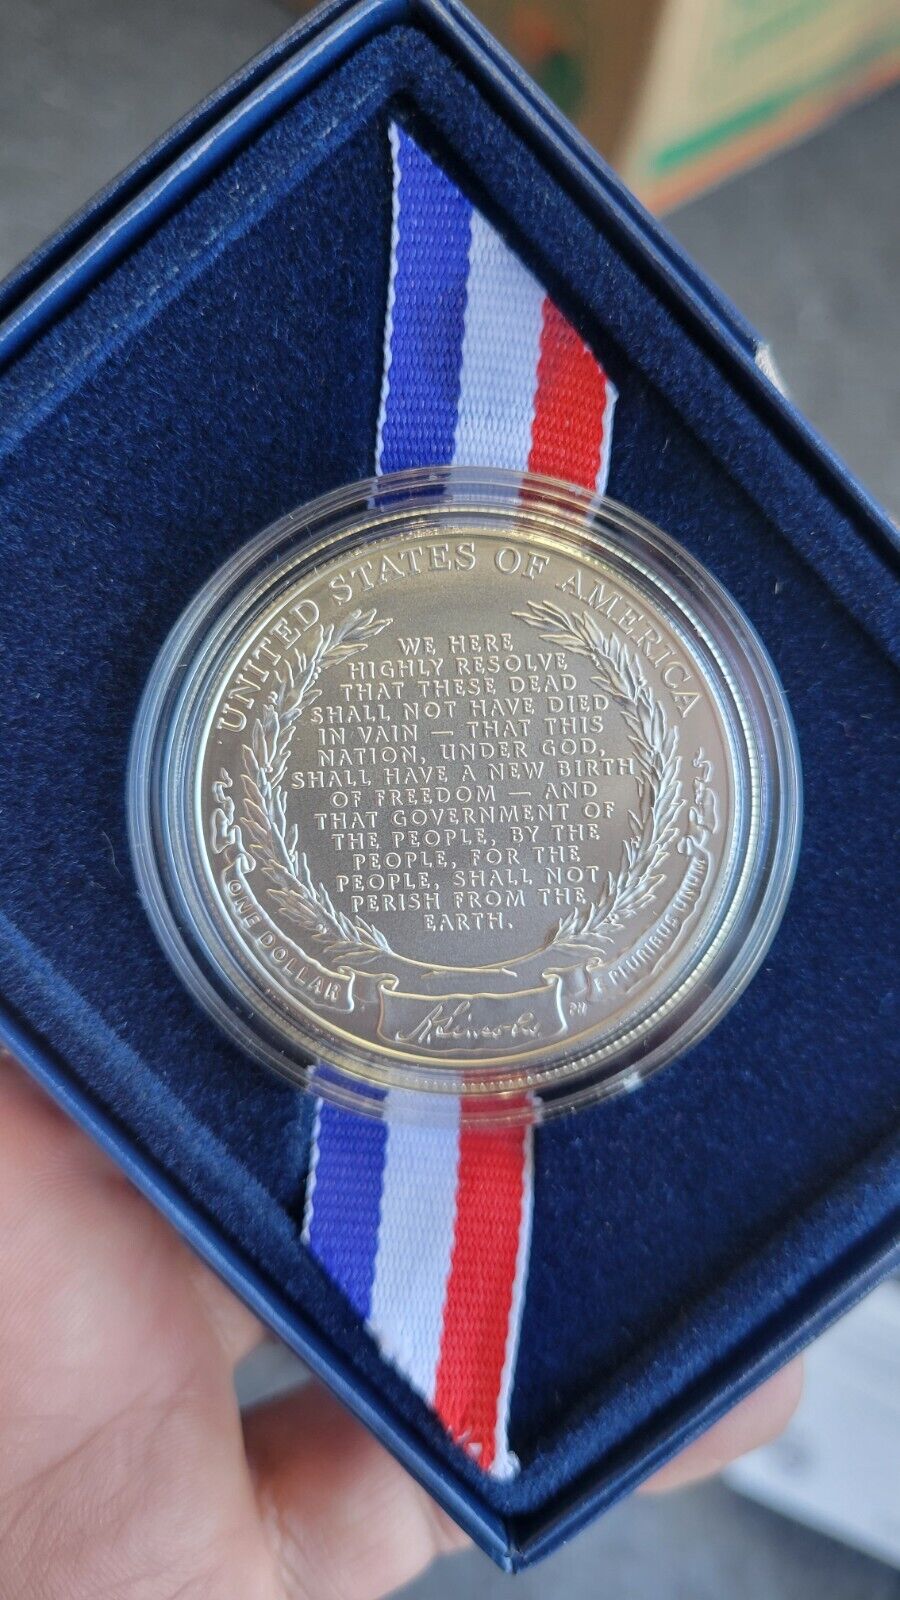 UNITED STATES OF AMERICA
WE HERE
HIGHLY RESOLVE
THAT THESE DEAD
SHALL NOT HAVE DIED
IN VAIN — THAT THIS
NATION, UNDER GOD,
SHALL HAVE A NEW BIRTH
OF FREEDOM — AND
THAT GOVERNMENT OF
THE PEOPLE, BY THE
PEOPLE, FOR THE
PEOPLE, SHALL NOT
PERISH FROM THE
EARTH.
ONE DOLLAR
A. Lincoln
E PLURIBUS UNUM